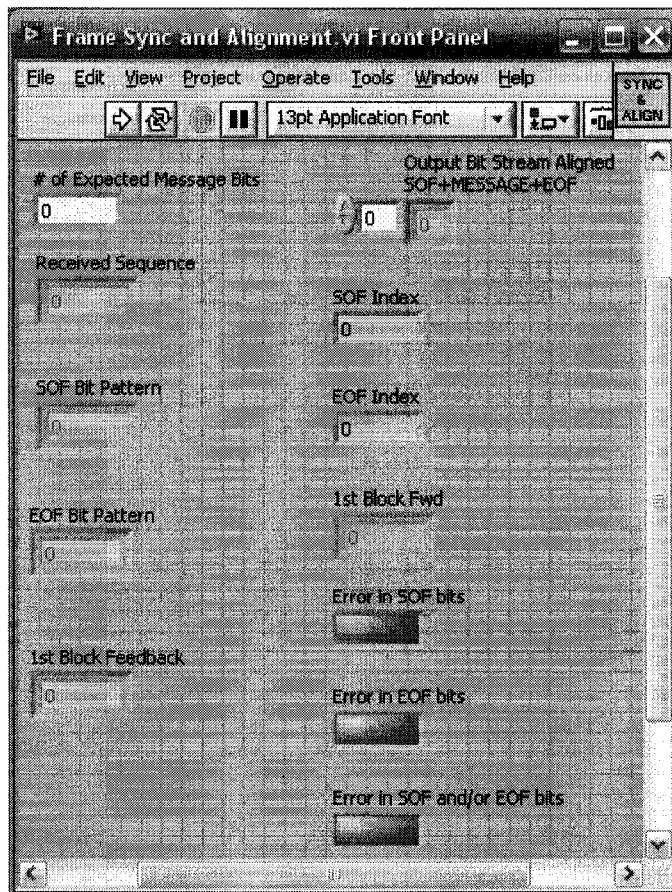 Frame Sync and Alignment.vi Front Panel
File Edit View Project Operate Tools Window Help
SYNC
&
ALIGN
13pt Application Font
# of Expected Message Bits
0
Output Bit Stream Aligned
SOF+MESSAGE+EOF
0 0
Received Sequence
0
SOF Index
0
SOF Bit Pattern
0
EOF Index
0
EOF Bit Pattern
0
1st Block Fwd
0
Error in SOF bits
1st Block Feedback
0
Error in EOF bits
Error in SOF and/or EOF bits